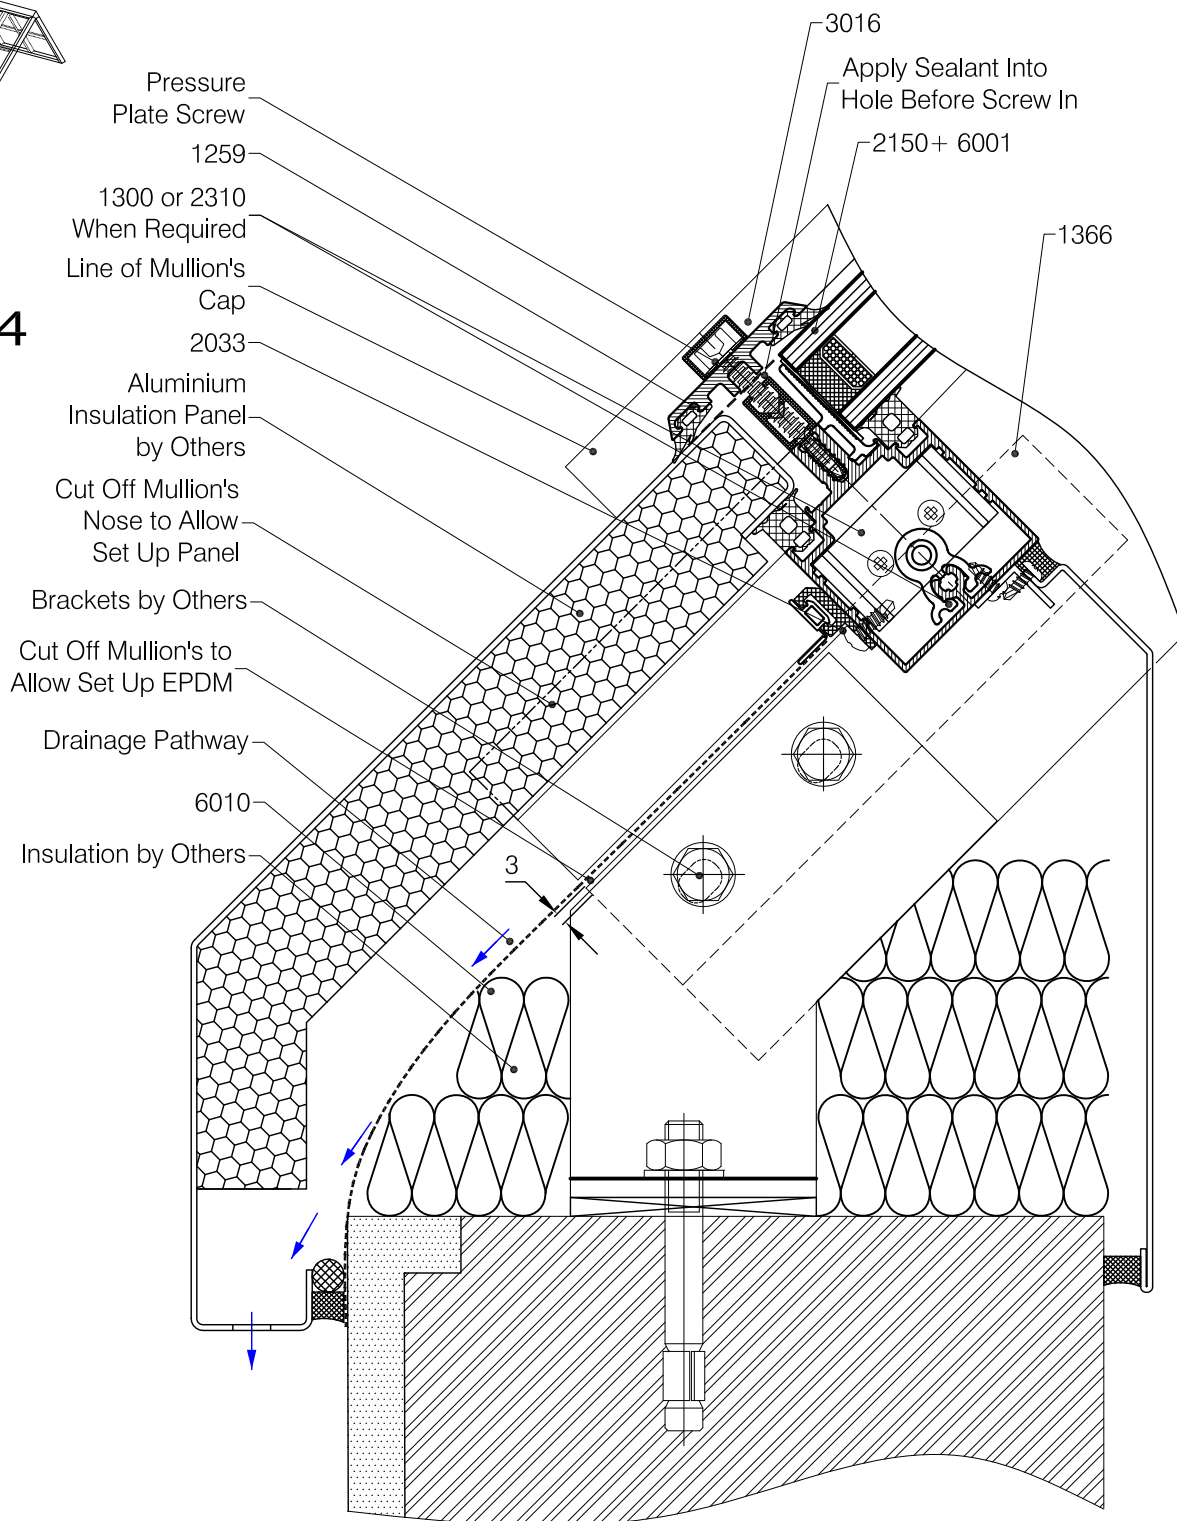 3016
Apply Sealant Into
Hole Before Screw In
2150+ 6001
1366
Pressure
Plate Screw
1259
1300 or 2310
When Required
Line of Mullion's
Cap
4
2033
Aluminium
Insulation Panel
by Others
Cut Off Mullion's
Nose to Allow
Set Up Panel
Brackets by Others
Cut Off Mullion's to
Allow Set Up EPDM
Drainage Pathway
6010
Insulation by Others
3